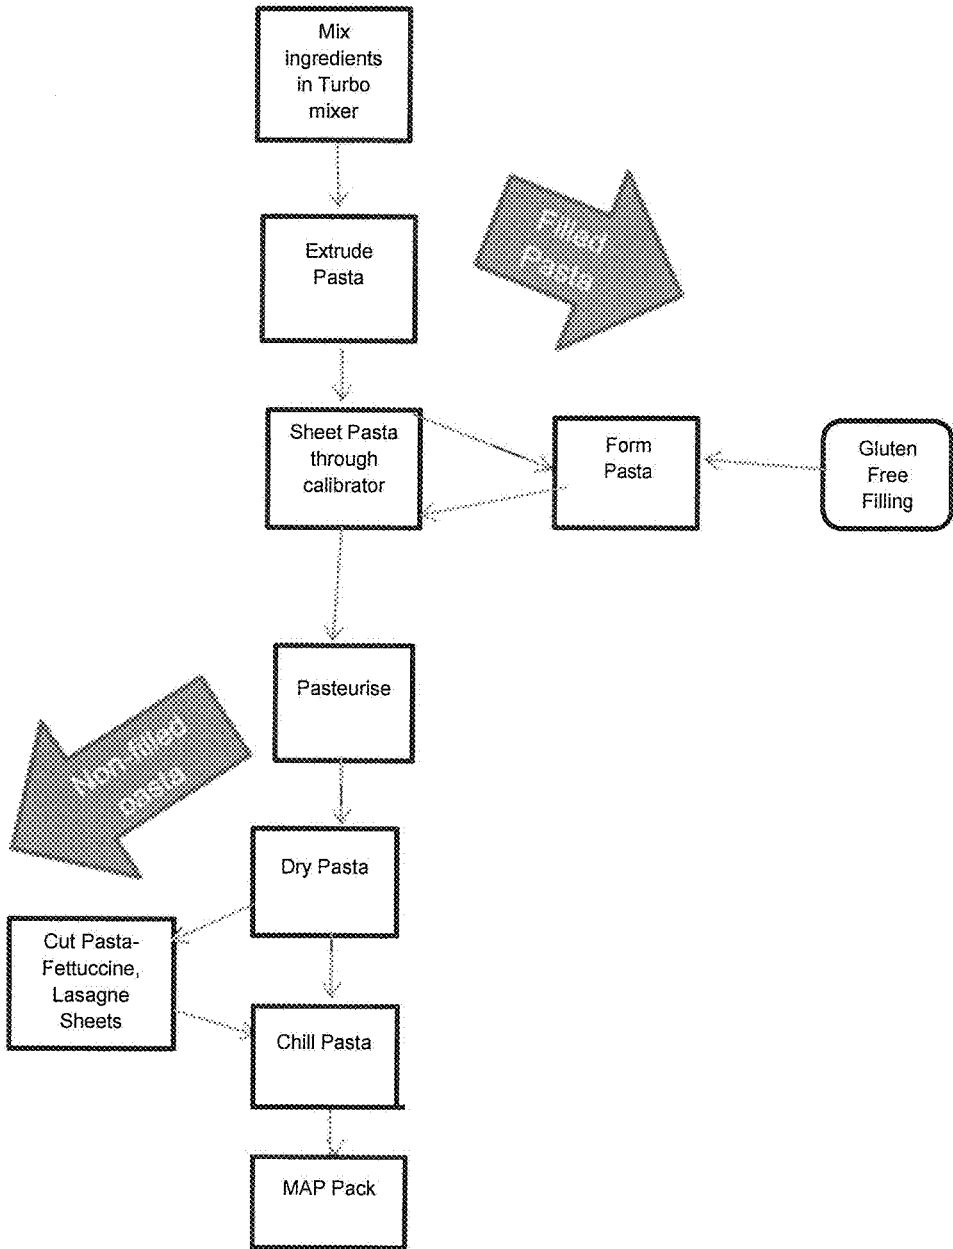 Mix
ingredients
in Turbo
mixer
Filled
Pasta
Extrude
Pasta
Sheet Pasta
through
calibrator
Form
Pasta
Gluten
Free
Filling
Pasteurise
Non-filled
pasta
Dry Pasta
Cut Pasta-
Fettuccine,
Lasagne
Sheets
Chill Pasta
MAP Pack